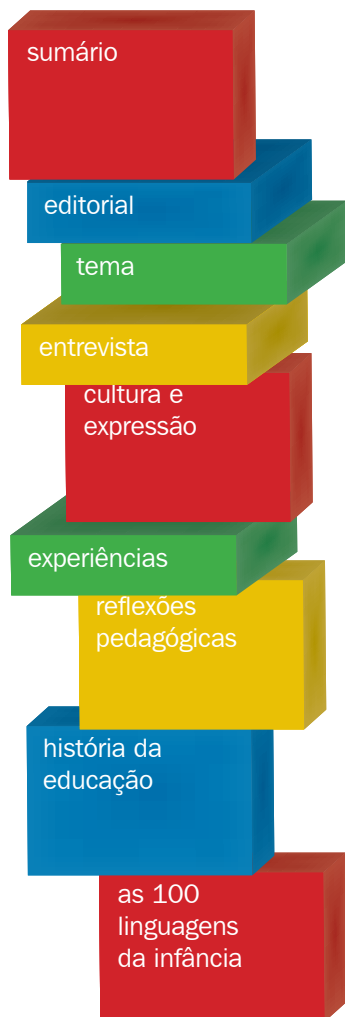 sumário
editorial
tema
entrevista
cultura e
expressão
experiências
reflexões
pedagógicas
história da
educação
as 100
linguagens
da infância